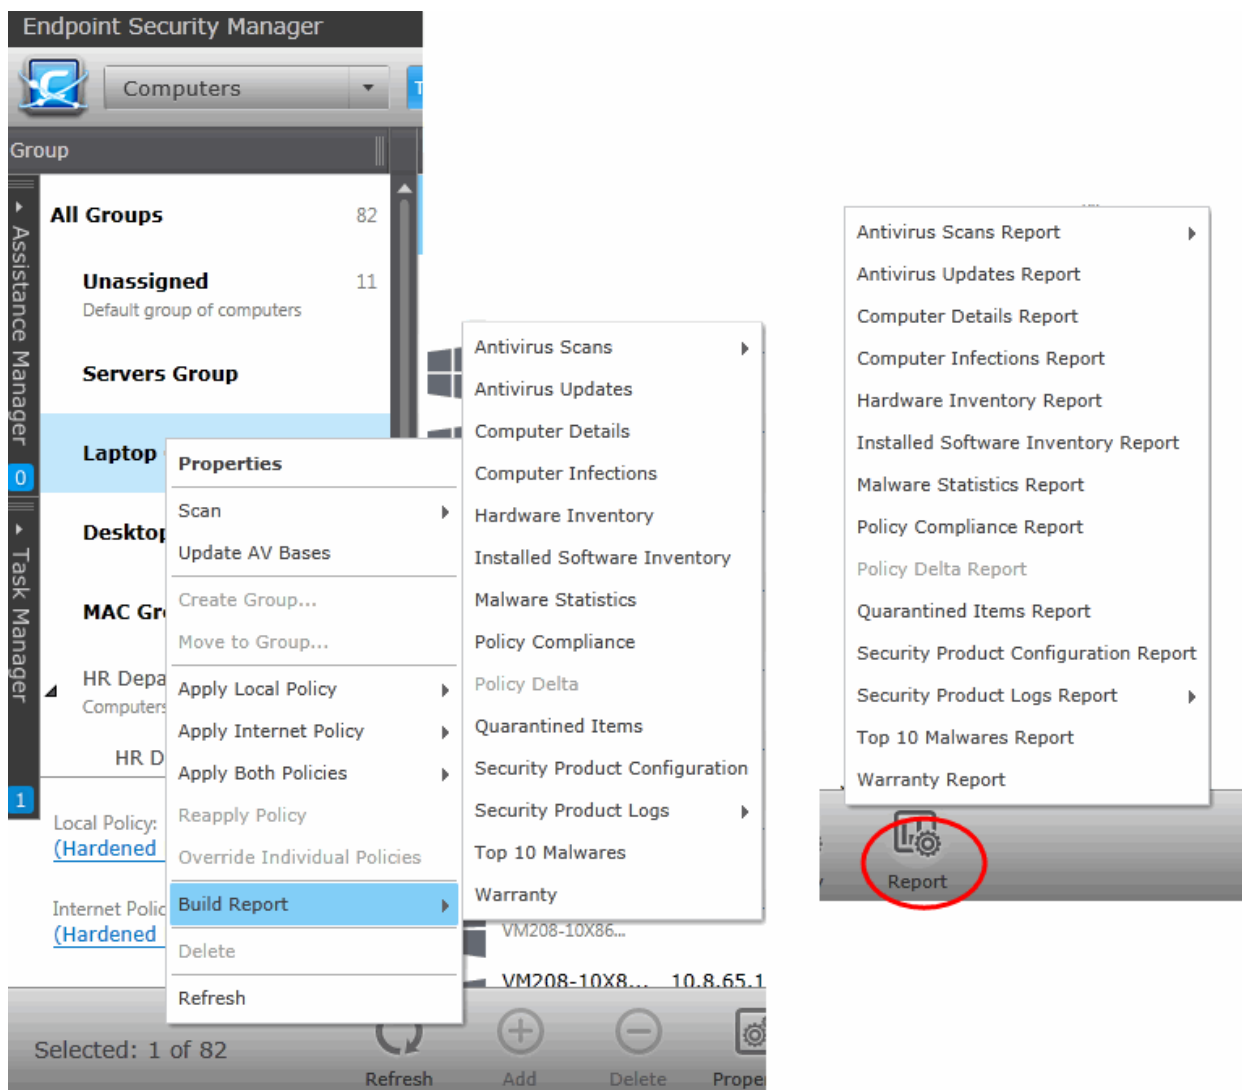 Endpoint Security Manager
Computers
T
Group
Assistance Manager
0
Task Manager
1
All Groups 82
Unassigned 11
Default group of computers
Servers Group
Laptop
Desktop
MAC Gr
HR Depa
Computers
HR D
Local Policy:
(Hardened
Internet Polic
(Hardened
Properties
Scan
Update AV Bases
Create Group...
Move to Group...
Apply Local Policy
Apply Internet Policy
Apply Both Policies
Reapply Policy
Override Individual Policies
Build Report
Delete
Refresh
Antivirus Scans
Antivirus Updates
Computer Details
Computer Infections
Hardware Inventory
Installed Software Inventory
Malware Statistics
Policy Compliance
Policy Delta
Quarantined Items
Security Product Configuration
Security Product Logs
Top 10 Malwares
Warranty
VM208-10X86...
VM208-10X8... 10.8.65.1
Selected: 1 of 82
Refresh
Add
Delete
Prope
Antivirus Scans Report
Antivirus Updates Report
Computer Details Report
Computer Infections Report
Hardware Inventory Report
Installed Software Inventory Report
Malware Statistics Report
Policy Compliance Report
Policy Delta Report
Quarantined Items Report
Security Product Configuration Report
Security Product Logs Report
Top 10 Malwares Report
Warranty Report
Report